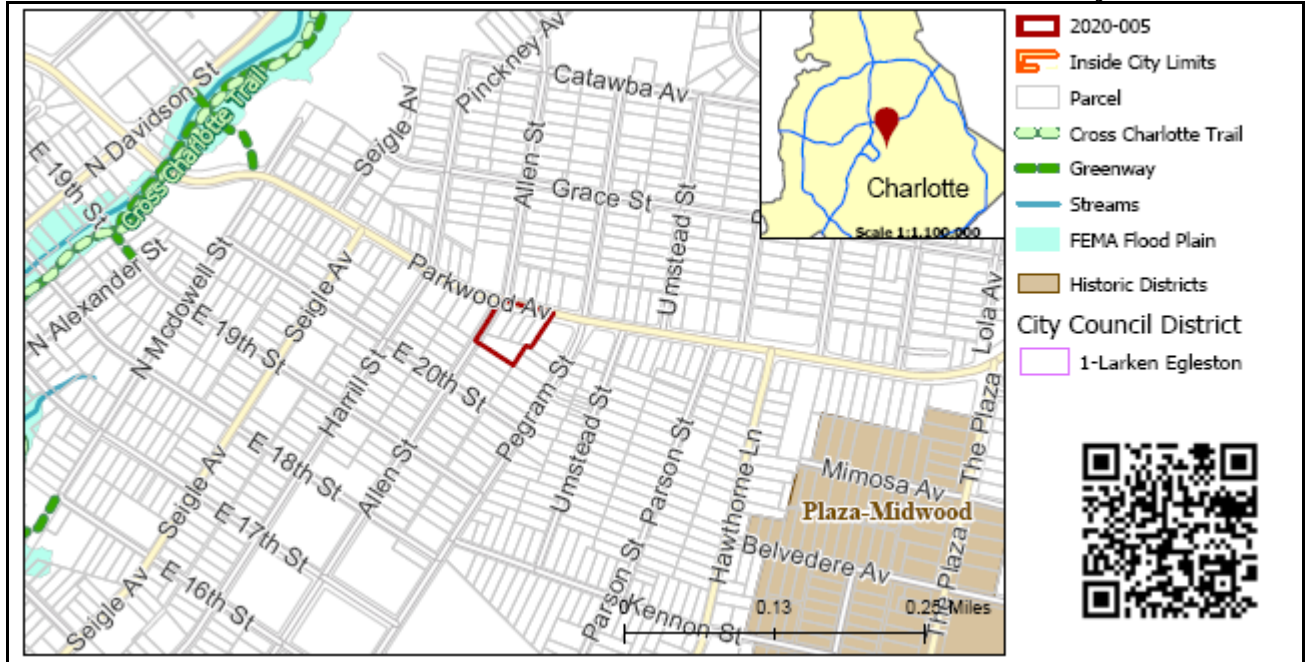 Pinckney Av
Catawba Av
N Davidson St
Cross Charlotte Trail
Seigle Av
Allen St
E 19th St
Cross Charlotte Trail
Grace St
Umstead St
Charlotte
Scale 1:1,100,000
N Alexander St
N Mcdowell St
Seigle Av
Parkwood Av
E 19th St
Harrill St
E 20th St
Pegram St
Umstead St
Lola Av
The Plaza
Seigle Av
E 18th St
Allen St
Parson St
Hawthorne Ln
Mimosa Av
Plaza-Midwood
E 17th St
Belvedere Av
The Plaza
E 16th St
Seigle Av
Parson St
Kennon St
0
0.13
0.25 Miles
2020-005
Inside City Limits
Parcel
Cross Charlotte Trail
Greenway
Streams
FEMA Flood Plain
Historic Districts
City Council District
1-Larken Egleston